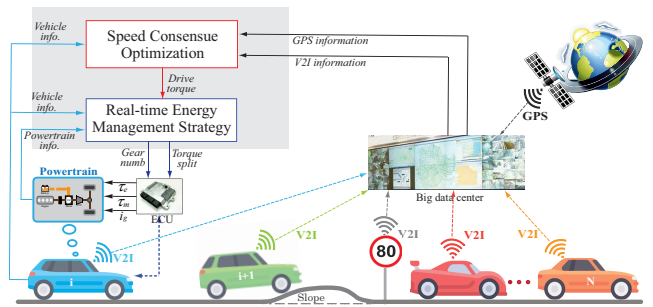 Vehicle
info.
Speed Consensue
Optimization
GPS information
V2I information
Drive
torque
Vehicle
info.
Real-time Energy
Management Strategy
Powertrain
info.
Gear
numb
Torque
split
GPS
Powertrain
τe
τm
ig
ECU
Big data center
V2I
V2I
V2I
V2I
V2I
80
i
i+1
N
Slope